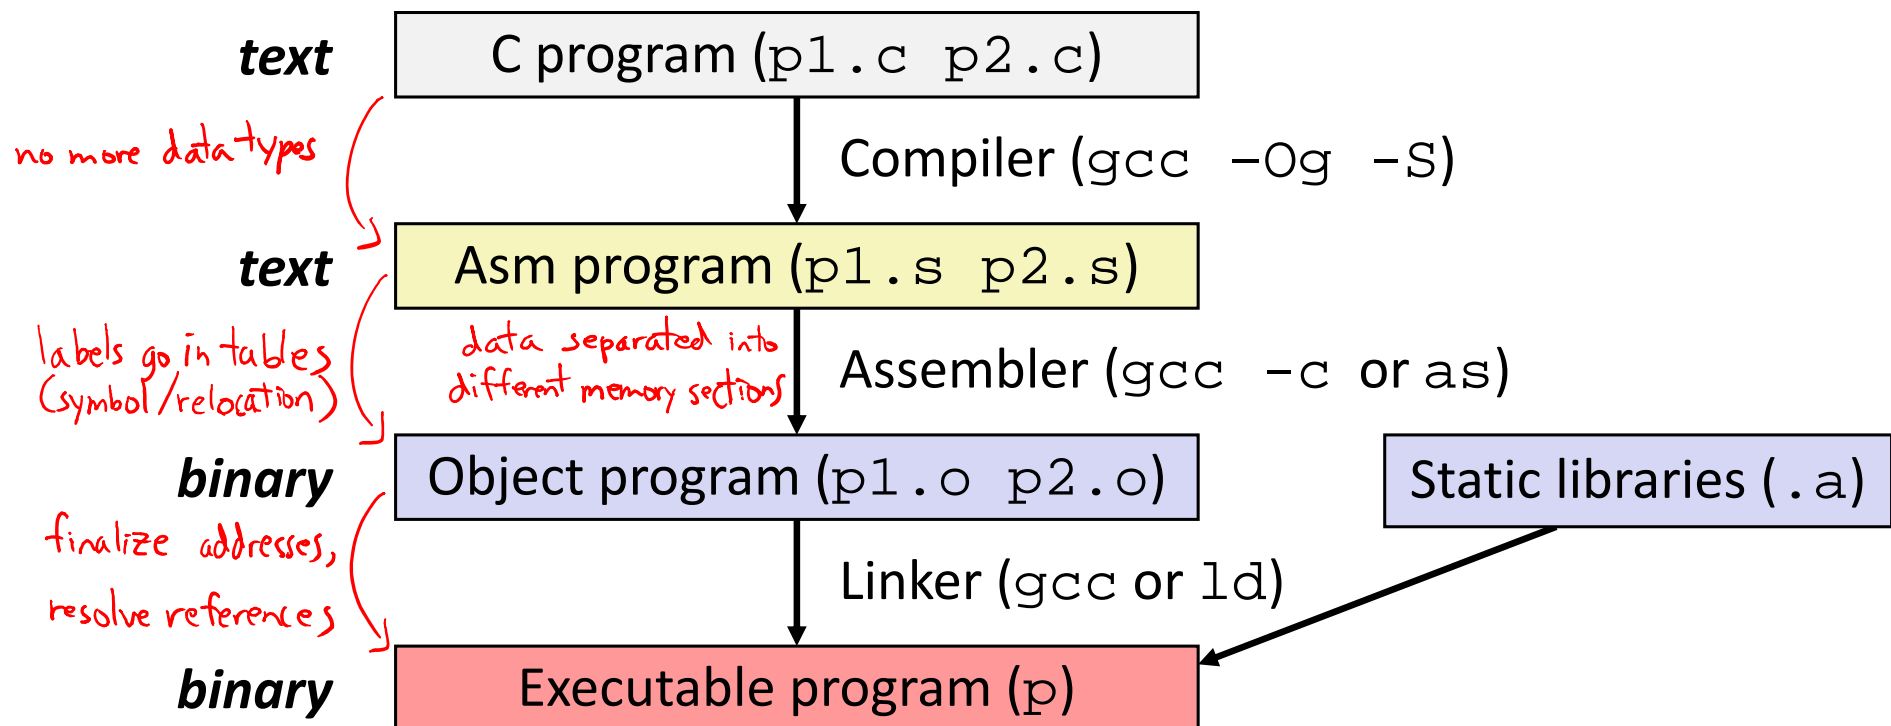 text
C program (p1.c p2.c)
no more data types
Compiler (gcc -Og -S)
text
Asm program (p1.s p2.s)
labels go in tables
(symbol/relocation)
data separated into
different memory sections
Assembler (gcc -c or as)
binary
Object program (p1.o p2.o)
Static libraries (.a)
finalize addresses,
resolve references
Linker (gcc or ld)
binary
Executable program (p)